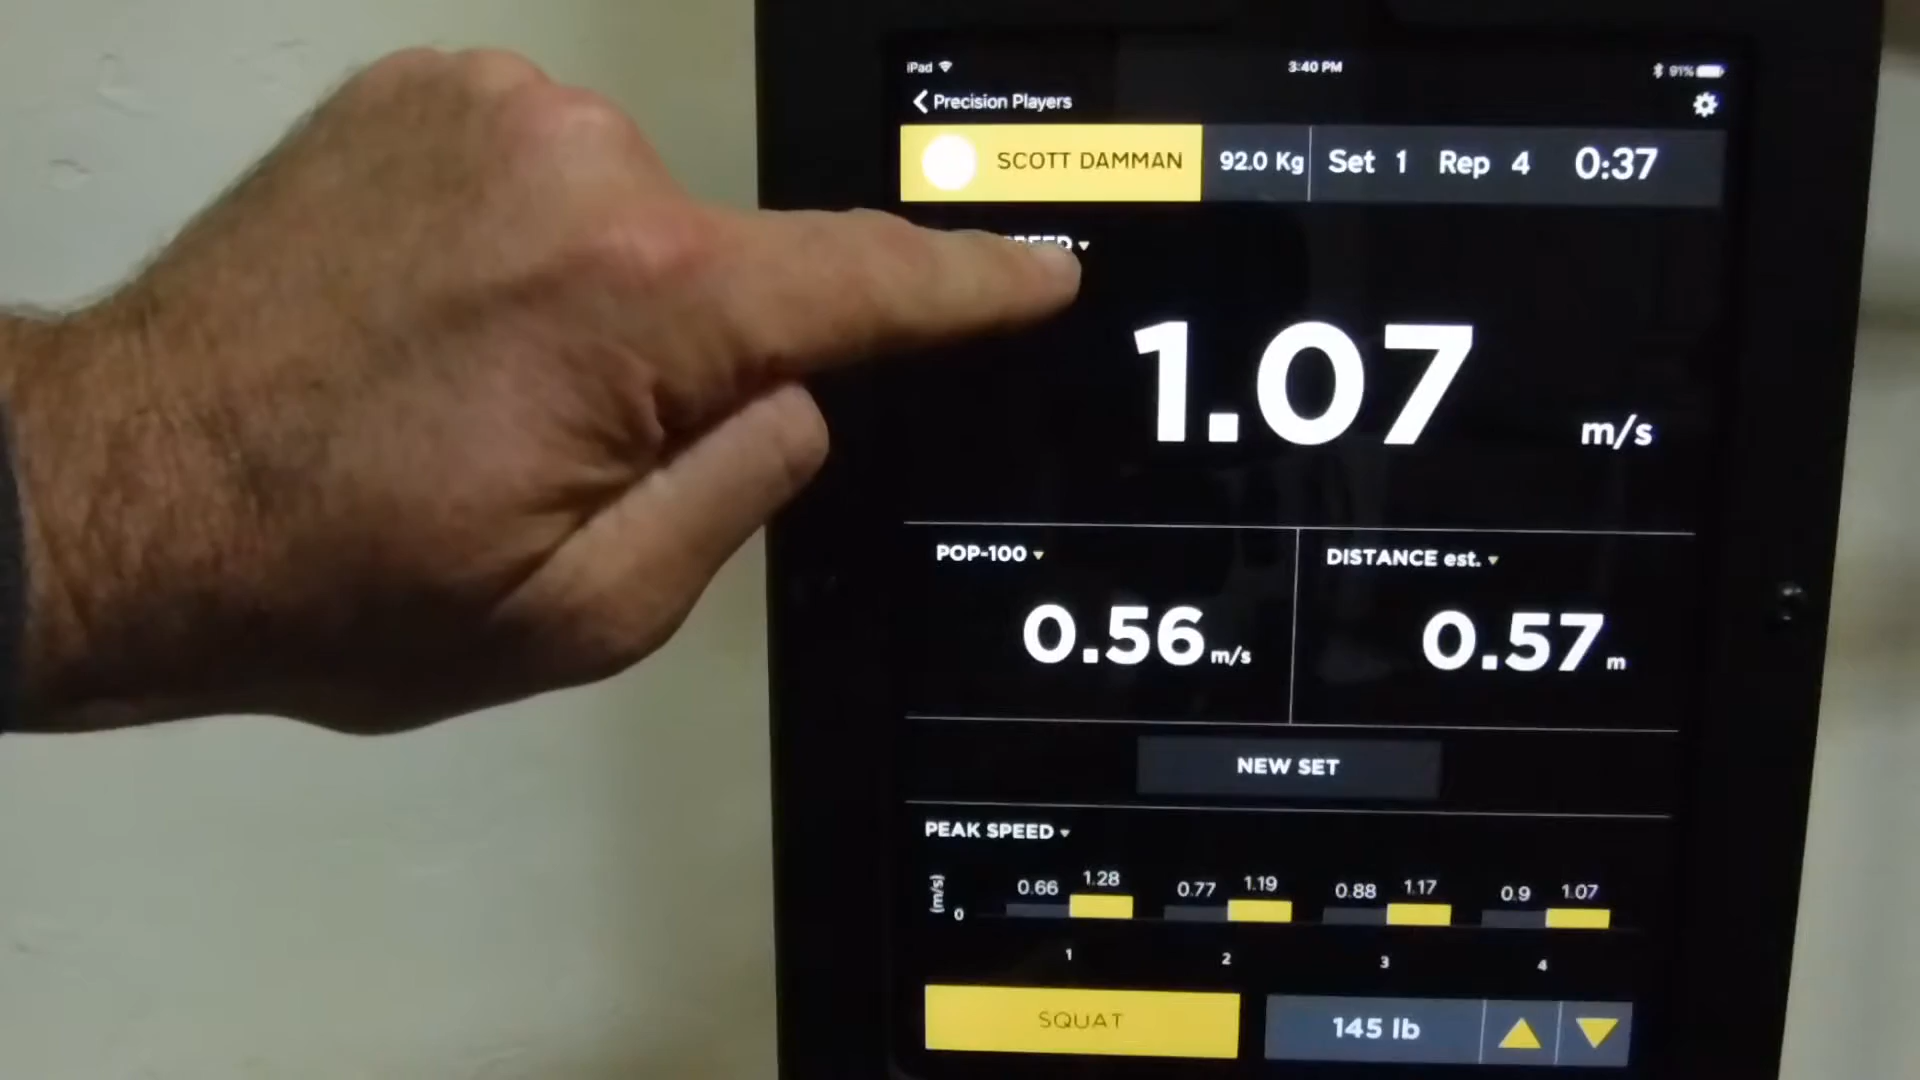 iPad 3:40 PM 91%
Precision Players
SCOTT DAMMAN 92.0 Kg Set 1 Rep 4 0:37
SPEED
1.07 m/s
POP-100 DISTANCE est.
0.56 m/s 0.57 m
NEW SET
PEAK SPEED
(m/s) 0 0.66 1.28 0.77 1.19 0.88 1.17 0.9 1.07
1 2 3 4
SQUAT 145 lb